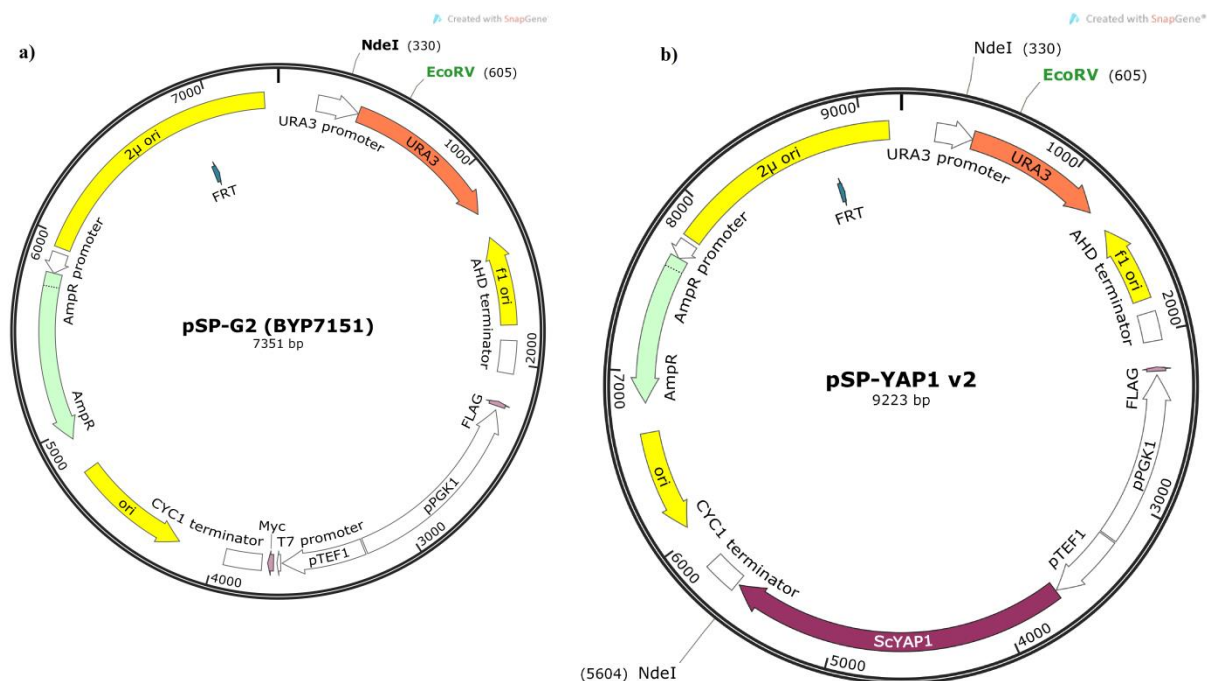 Created with SnapGene
a)
NdeI (330)
EcoRV (605)
7000
1000
2μ ori
URA3 promoter
URA3
FRT
6000
AmpR promoter
f1 ori
AHD terminator
pSP-G2 (BYP7151)
7351 bp
2000
AmpR
FLAG
5000
ori
CYC1 terminator
Myc
T7 promoter
pTEF1
pPGK1
3000
4000
Created with SnapGene®
b)
NdeI (330)
EcoRV (605)
9000
1000
2μ ori
URA3 promoter
URA3
FRT
8000
AmpR promoter
f1 ori
AHD terminator
2000
pSP-YAP1 v2
9223 bp
7000
AmpR
FLAG
ori
CYC1 terminator
pPGK1
3000
pTEF1
6000
ScYAP1
4000
5000
(5604) NdeI